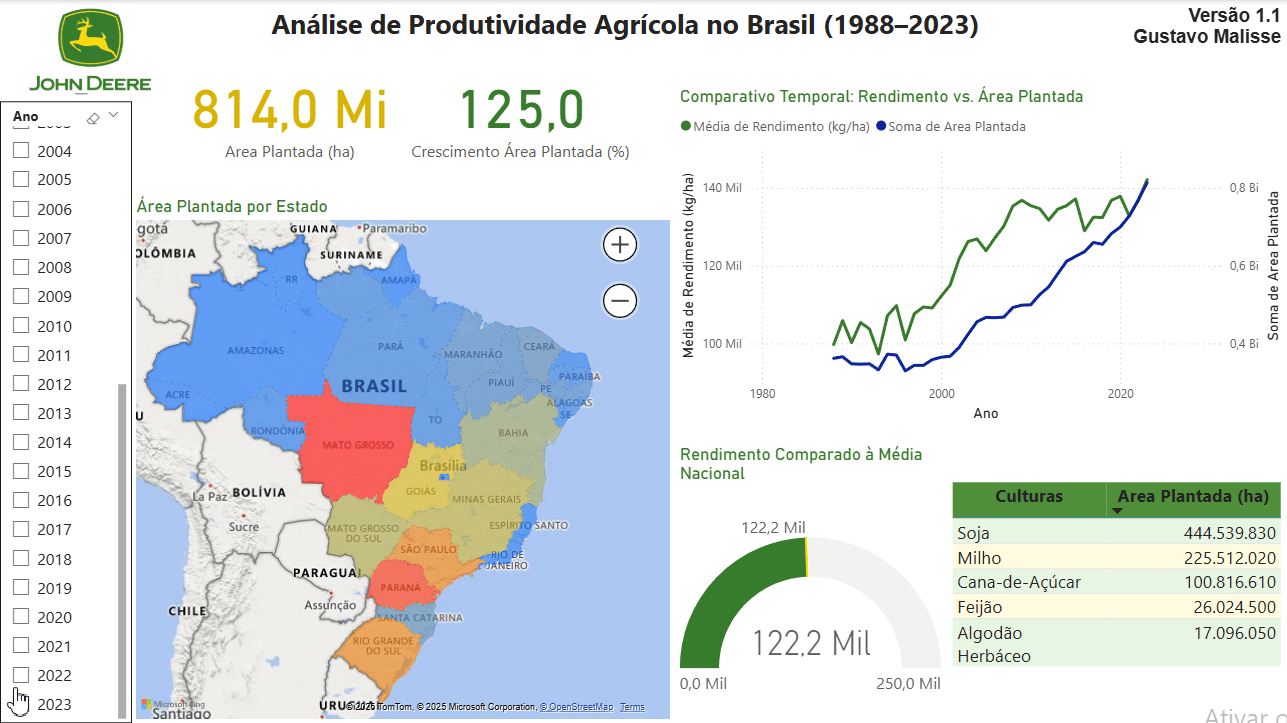 JOHN DEERE
Análise de Produtividade Agrícola no Brasil (1988–2023)
Versão 1.1
Gustavo Malisse
Ano
2004
2005
2006
2007
2008
2009
2010
2011
2012
2013
2014
2015
2016
2017
2018
2019
2020
2021
2022
2023
814,0 Mi
Area Plantada (ha)
125,0
Crescimento Área Plantada (%)
Área Plantada por Estado
gotá
OLÔMBIA
GUIANA
Paramaribo
SURINAME
RR
AMAPÁ
AMAZONAS
PARÁ
MARANHÃO
CEARÁ
BRASIL
PIAUÍ
PARAÍBA
PE
ACRE
ALAGOAS
SE
TO
RONDÔNIA
BAHIA
U
MATO GROSSO
Brasília
GOIÁS
MINAS GERAIS
La Paz
BOLÍVIA
Sucre
MATO GROSSO
DO SUL
ESPÍRITO SANTO
SÃO PAULO
RIO DE
JANEIRO
PARAGUAI
PARANÁ
CHILE
Assunção
SANTA CATARINA
RIO GRANDE
DO SUL
Microsoft Bing
Santiago
© 2025 TomTom, © 2025 Microsoft Corporation, © OpenStreetMap Terms
Comparativo Temporal: Rendimento vs. Área Plantada
Média de Rendimento (kg/ha) Soma de Area Plantada
Média de Rendimento (kg/ha)
140 Mil
120 Mil
100 Mil
0,8 Bi
0,6 Bi
0,4 Bi
Soma de Area Plantada
1980 2000 2020
Ano
Rendimento Comparado à Média
Nacional
122,2 Mil
122,2 Mil
0,0 Mil 250,0 Mil
Culturas Area Plantada (ha)
Soja 444.539.830
Milho 225.512.020
Cana-de-Açúcar 100.816.610
Feijão 26.024.500
Algodão 17.096.050
Herbáceo